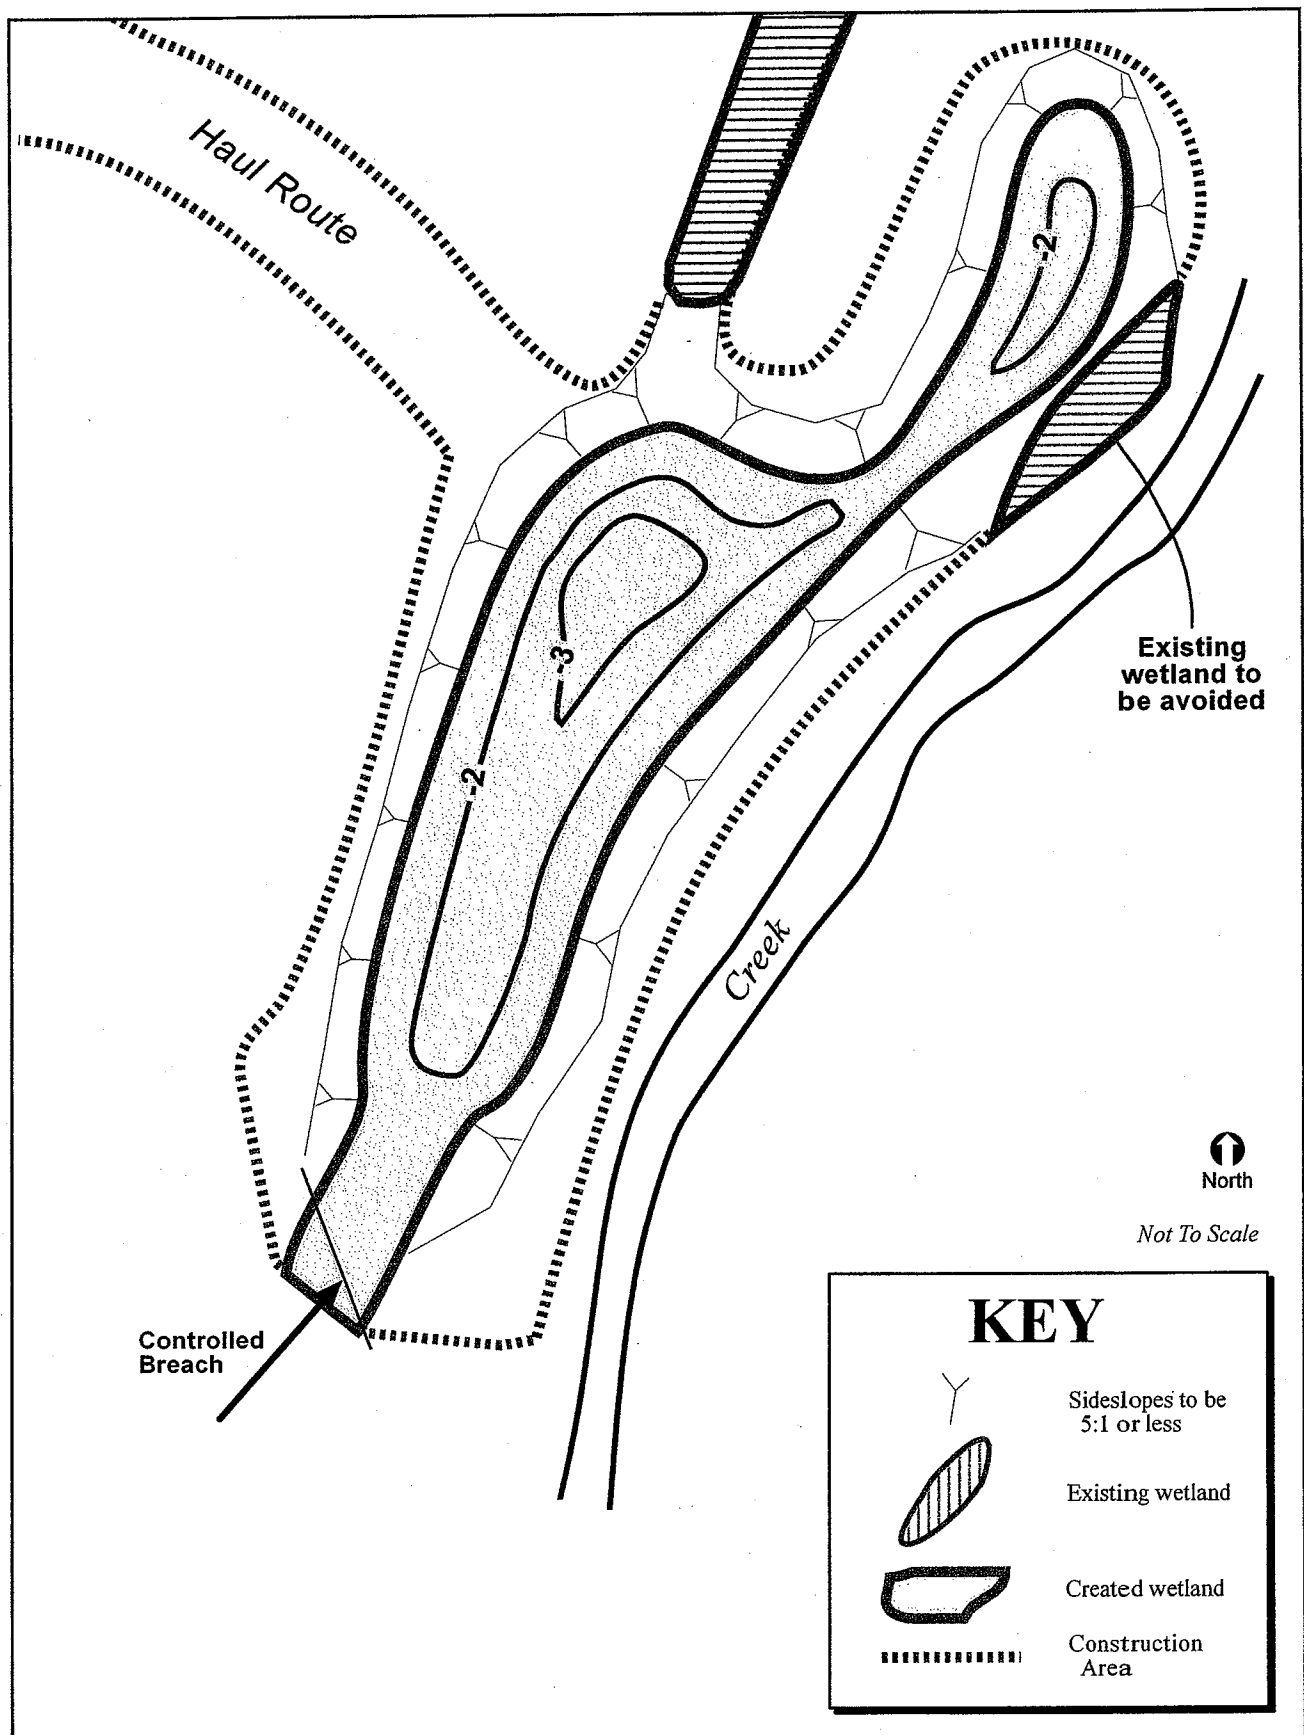 Haul Route
-2
-3
-2
Existing
wetland to
be avoided
Creek
North
Not To Scale
Controlled
Breach
KEY
Sideslopes to be
5:1 or less
Existing wetland
Created wetland
Construction
Area